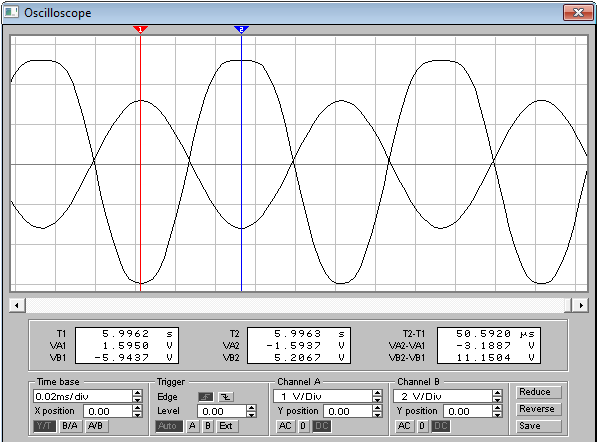 Oscilloscope
1 2
T1 5.9962 s T2 5.9963 s T2-T1 50.5920 µs
VA1 1.5950 V VA2 -1.5937 V VA2-VA1 -3.1887 V
VB1 -5.9437 V VB2 5.2067 V VB2-VB1 11.1504 V
Time base Trigger Channel A Channel B Reduce
0.02ms/div Edge 1 V/Div 2 V/Div Reverse
X position 0.00 Level 0.00 Y position 0.00 Y position 0.00
Y/T B/A A/B Auto A B Ext AC 0 DC AC 0 DC Save